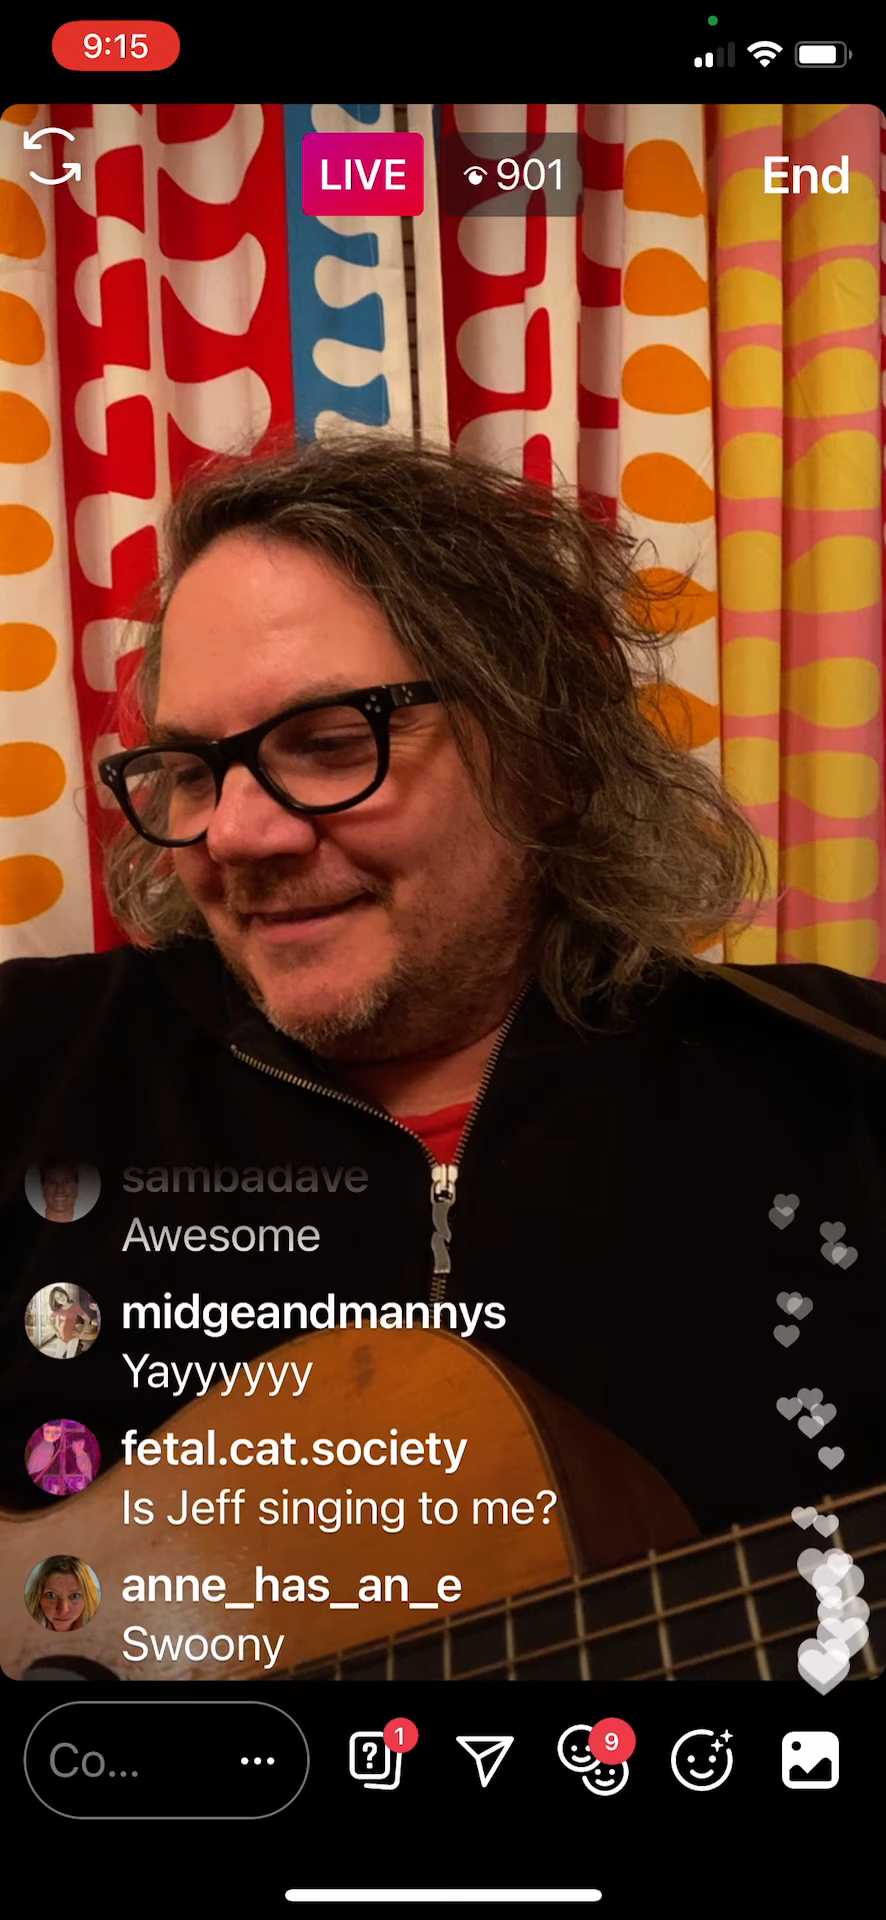 9:15
LIVE 901 End
sambadave
Awesome
midgeandmannys
Yayyyyyy
fetal.cat.society
Is Jeff singing to me?
anne_has_an_e
Swoony
Co... ...
?
1
9